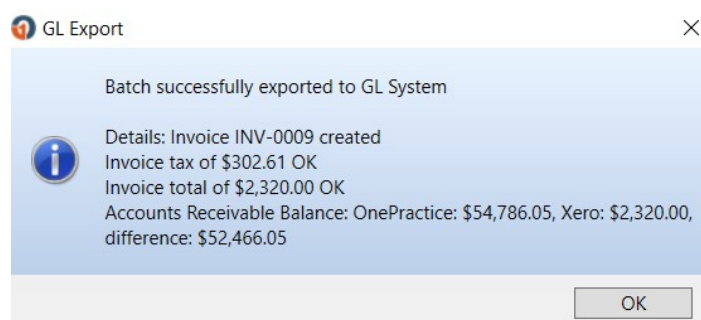 GL Export
Batch successfully exported to GL System
Details: Invoice INV-0009 created
Invoice tax of $302.61 OK
Invoice total of $2,320.00 OK
Accounts Receivable Balance: OnePractice: $54,786.05, Xero: $2,320.00,
difference: $52,466.05
OK